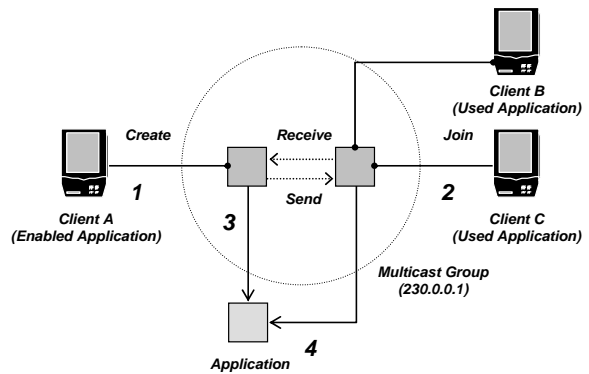 Client B
(Used Application)
Create
Receive
Join
1
2
Send
Client A
(Enabled Application)
3
Client C
(Used Application)
Multicast Group
(230.0.0.1)
4
Application